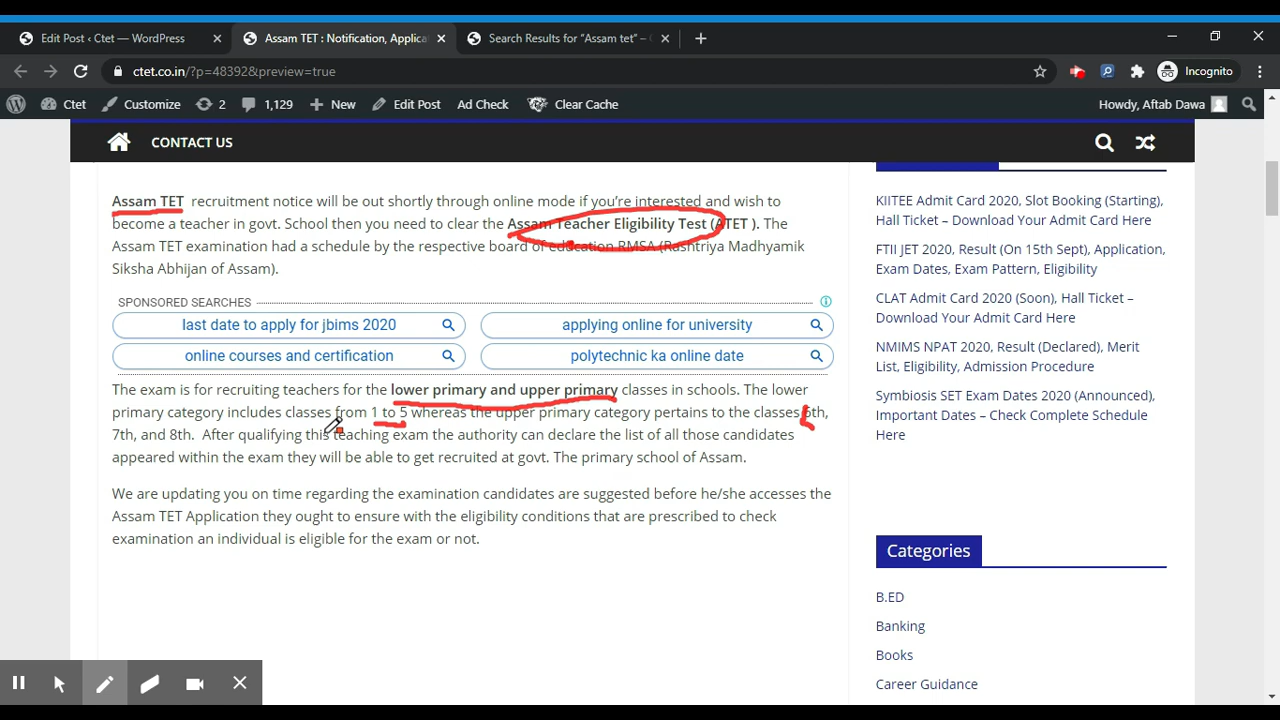 Edit Post ‹ Ctet — WordPress
Assam TET : Notification, Applica
Search Results for “Assam tet” –
ctet.co.in/?p=48392&preview=true
Incognito
Ctet Customize 2 1,129 New Edit Post Ad Check Clear Cache Howdy, Aftab Dawa
CONTACT US
Assam TET recruitment notice will be out shortly through online mode if you’re interested and wish to
become a teacher in govt. School then you need to clear the Assam Teacher Eligibility Test (ATET ). The
Assam TET examination had a schedule by the respective board of education RMSA (Rashtriya Madhyamik
Siksha Abhijan of Assam).
SPONSORED SEARCHES
last date to apply for jbims 2020
applying online for university
online courses and certification
polytechnic ka online date
The exam is for recruiting teachers for the lower primary and upper primary classes in schools. The lower
primary category includes classes from 1 to 5 whereas the upper primary category pertains to the classes 6th,
7th, and 8th. After qualifying this teaching exam the authority can declare the list of all those candidates
appeared within the exam they will be able to get recruited at govt. The primary school of Assam.
We are updating you on time regarding the examination candidates are suggested before he/she accesses the
Assam TET Application they ought to ensure with the eligibility conditions that are prescribed to check
examination an individual is eligible for the exam or not.
KIITEE Admit Card 2020, Slot Booking (Starting),
Hall Ticket – Download Your Admit Card Here
FTII JET 2020, Result (On 15th Sept), Application,
Exam Dates, Exam Pattern, Eligibility
CLAT Admit Card 2020 (Soon), Hall Ticket –
Download Your Admit Card Here
NMIMS NPAT 2020, Result (Declared), Merit
List, Eligibility, Admission Procedure
Symbiosis SET Exam Dates 2020 (Announced),
Important Dates – Check Complete Schedule
Here
Categories
B.ED
Banking
Books
Career Guidance